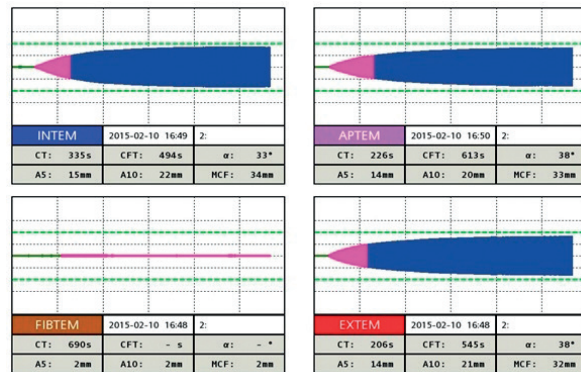 INTEM 2015-02-10 16:49 2:
CT: 335s CFT: 494s α: 33°
A5: 15mm A10: 22mm MCF: 34mm
APTEM 2015-02-10 16:50 2:
CT: 226s CFT: 613s α: 38°
A5: 14mm A10: 20mm MCF: 33mm
FIBTEM 2015-02-10 16:48 2:
CT: 690s CFT: - s α: - °
A5: 2mm A10: 2mm MCF: 2mm
EXTEM 2015-02-10 16:48 2:
CT: 206s CFT: 545s α: 38°
A5: 14mm A10: 21mm MCF: 32mm